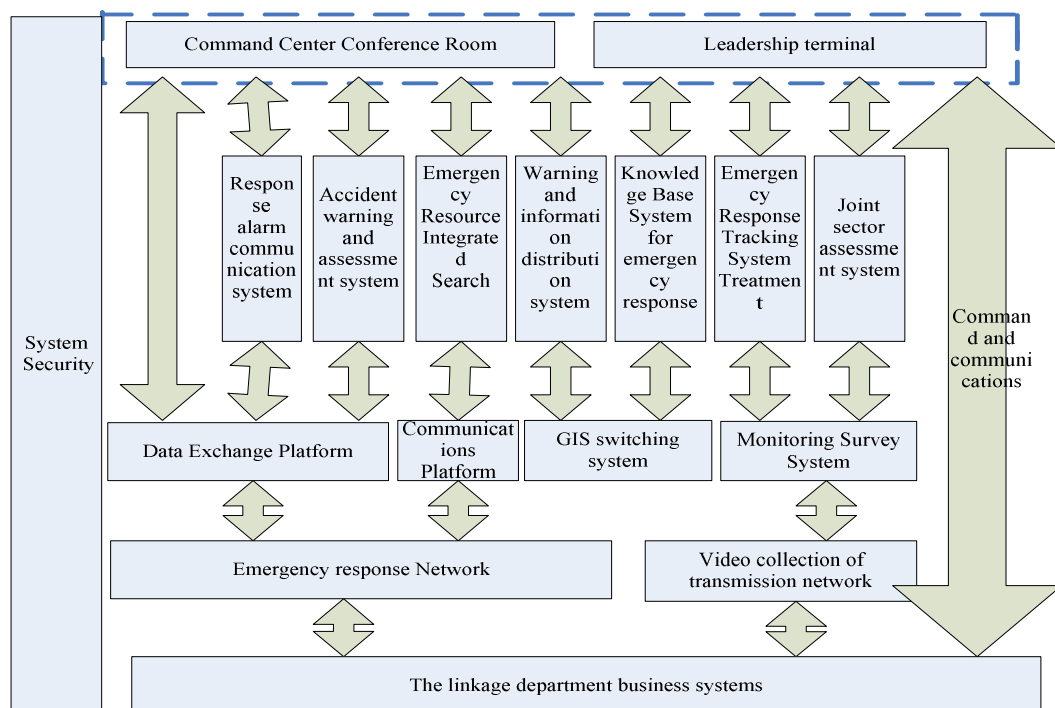 Command Center Conference Room
Leadership terminal
Respon
se
alarm
commu
nication
system
Accident
warning
and
assessme
nt system
Emergen
cy
Resource
Integrate
d
Search
Warning
and
informati
on
distributi
on
system
Knowled
ge Base
System
for
emergen
cy
response
Emergen
cy
Response
Tracking
System
Treatmen
t
Joint
sector
assessme
nt system
System
Security
Comman
d and
communi
cations
Data Exchange Platform
Communicat
ions
Platform
GIS switching
system
Monitoring Survey
System
Emergency response Network
Video collection of
transmission network
The linkage department business systems